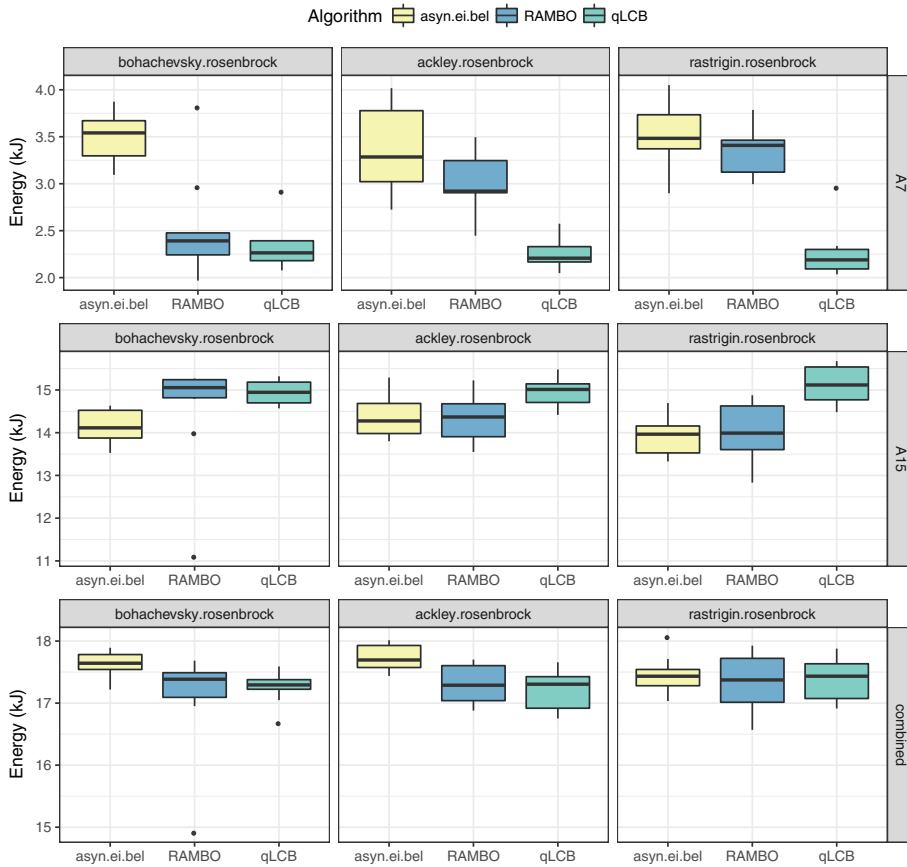 Algorithm asyn.ei.bel RAMBO qLCB
bohachevsky.rosenbrock ackley.rosenbrock rastrigin.rosenbrock
4.0
3.5
3.0
2.5
2.0
Energy (kJ)
A7
asyn.ei.bel RAMBO qLCB asyn.ei.bel RAMBO qLCB asyn.ei.bel RAMBO qLCB
bohachevsky.rosenbrock ackley.rosenbrock rastrigin.rosenbrock
15
14
13
12
11
Energy (kJ)
A15
asyn.ei.bel RAMBO qLCB asyn.ei.bel RAMBO qLCB asyn.ei.bel RAMBO qLCB
bohachevsky.rosenbrock ackley.rosenbrock rastrigin.rosenbrock
18
17
16
15
Energy (kJ)
combined
asyn.ei.bel RAMBO qLCB asyn.ei.bel RAMBO qLCB asyn.ei.bel RAMBO qLCB